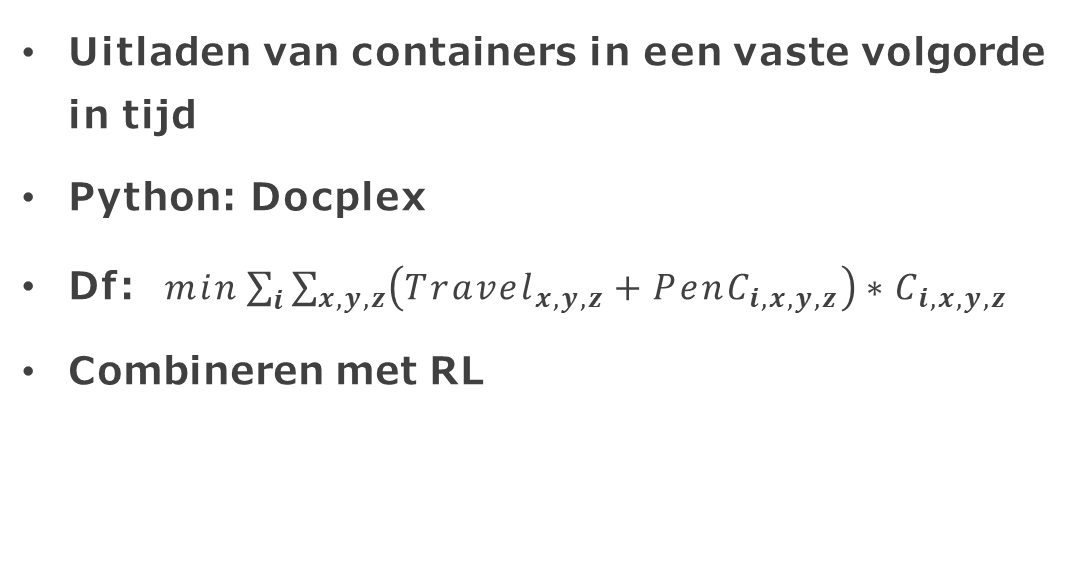 • Uitladen van containers in een vaste volgorde
in tijd
• Python: Docplex
• Df: min ∑i ∑x,y,z(Travelx,y,z + PenCi,x,y,z) * Ci,x,y,z
• Combineren met RL